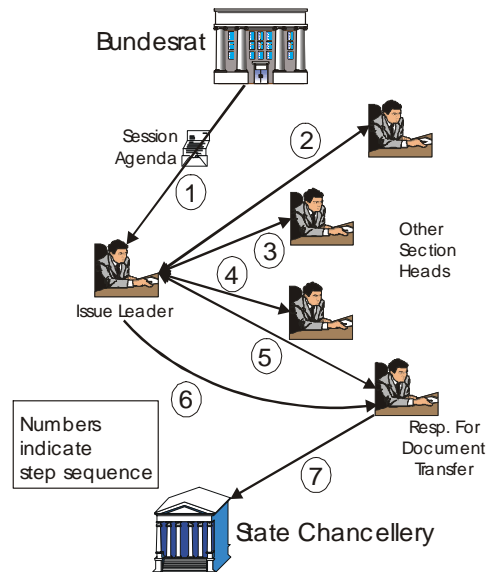 Bundesrat
Session
Agenda
1
2
3
Other
Section
Heads
4
Issue Leader
5
6
Numbers
indicate
step sequence
Resp. For
Document
Transfer
7
State Chancellery